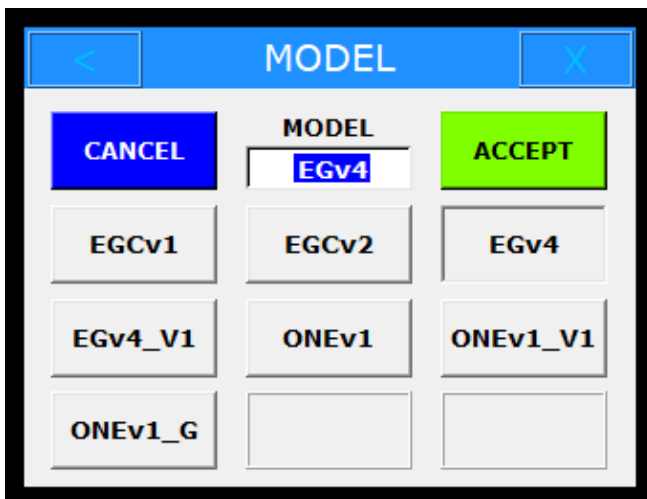 < MODEL X
CANCEL MODEL ACCEPT
EGv4
EGCv1 EGCv2 EGv4
EGv4_V1 ONEv1 ONEv1_V1
ONEv1_G